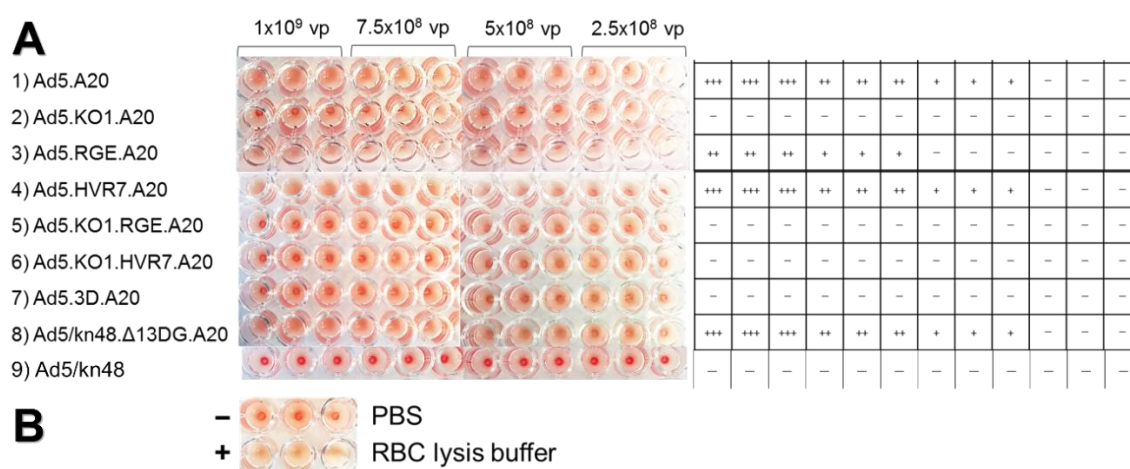 A
1x10⁹ vp 7.5x10⁸ vp 5x10⁸ vp 2.5x10⁸ vp
1) Ad5.A20 +++ +++ +++ ++ ++ ++ + + + – – –
2) Ad5.KO1.A20 – – – – – – – – – – – –
3) Ad5.RGE.A20 ++ ++ ++ + + + – – – – – –
4) Ad5.HVR7.A20 +++ +++ +++ ++ ++ ++ + + + – – –
5) Ad5.KO1.RGE.A20 – – – – – – – – – – – –
6) Ad5.KO1.HVR7.A20 – – – – – – – – – – – –
7) Ad5.3D.A20 – – – – – – – – – – – –
8) Ad5/kn48.Δ13DG.A20 +++ +++ +++ ++ ++ ++ + + + – – –
9) Ad5/kn48 – – – – – – – – – – – –
B
– PBS
+ RBC lysis buffer